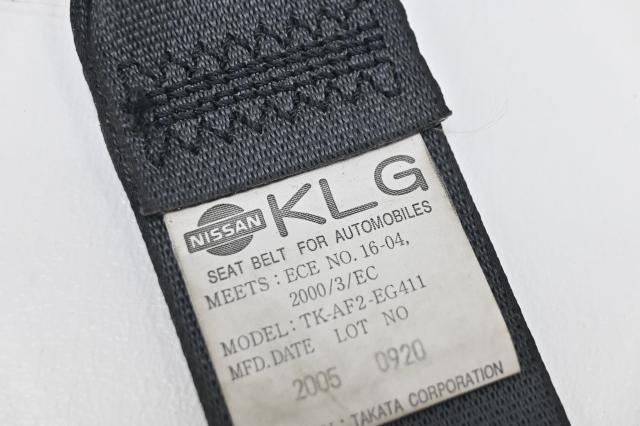 NISSAN KLG
SEAT BELT FOR AUTOMOBILES
MEETS : ECE NO. 16-04,
2000/3/EC
MODEL: TK-AF2-EG411
MFD.DATE LOT NO
2005 0920
: TAKATA CORPORATION